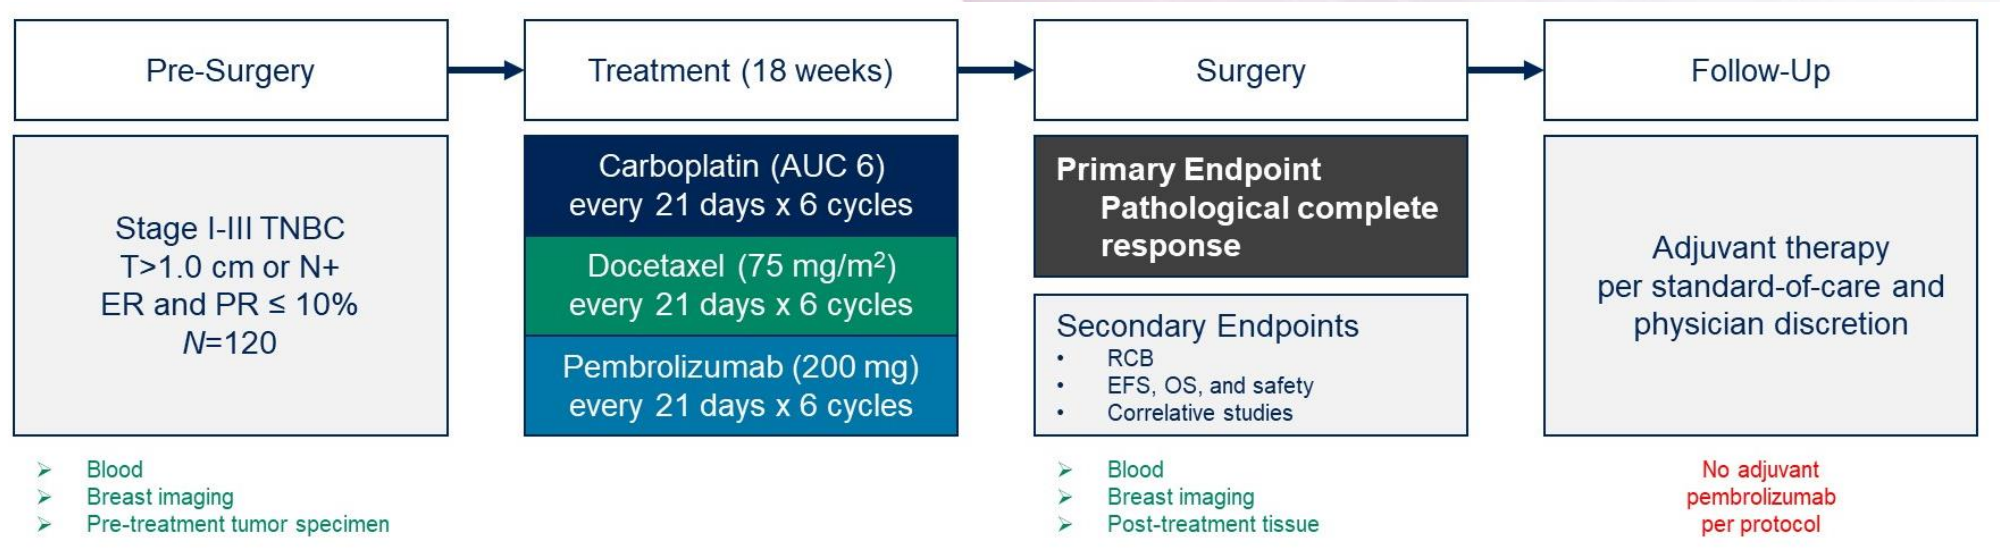 Pre-Surgery
Treatment (18 weeks)
Surgery
Follow-Up
Stage I-III TNBC
T>1.0 cm or N+
ER and PR ≤ 10%
N=120
Carboplatin (AUC 6)
every 21 days x 6 cycles
Docetaxel (75 mg/m²)
every 21 days x 6 cycles
Pembrolizumab (200 mg)
every 21 days x 6 cycles
Primary Endpoint
Pathological complete
response
Secondary Endpoints
• RCB
• EFS, OS, and safety
• Correlative studies
Adjuvant therapy
per standard-of-care and
physician discretion
➢ Blood
➢ Breast imaging
➢ Pre-treatment tumor specimen
➢ Blood
➢ Breast imaging
➢ Post-treatment tissue
No adjuvant
pembrolizumab
per protocol